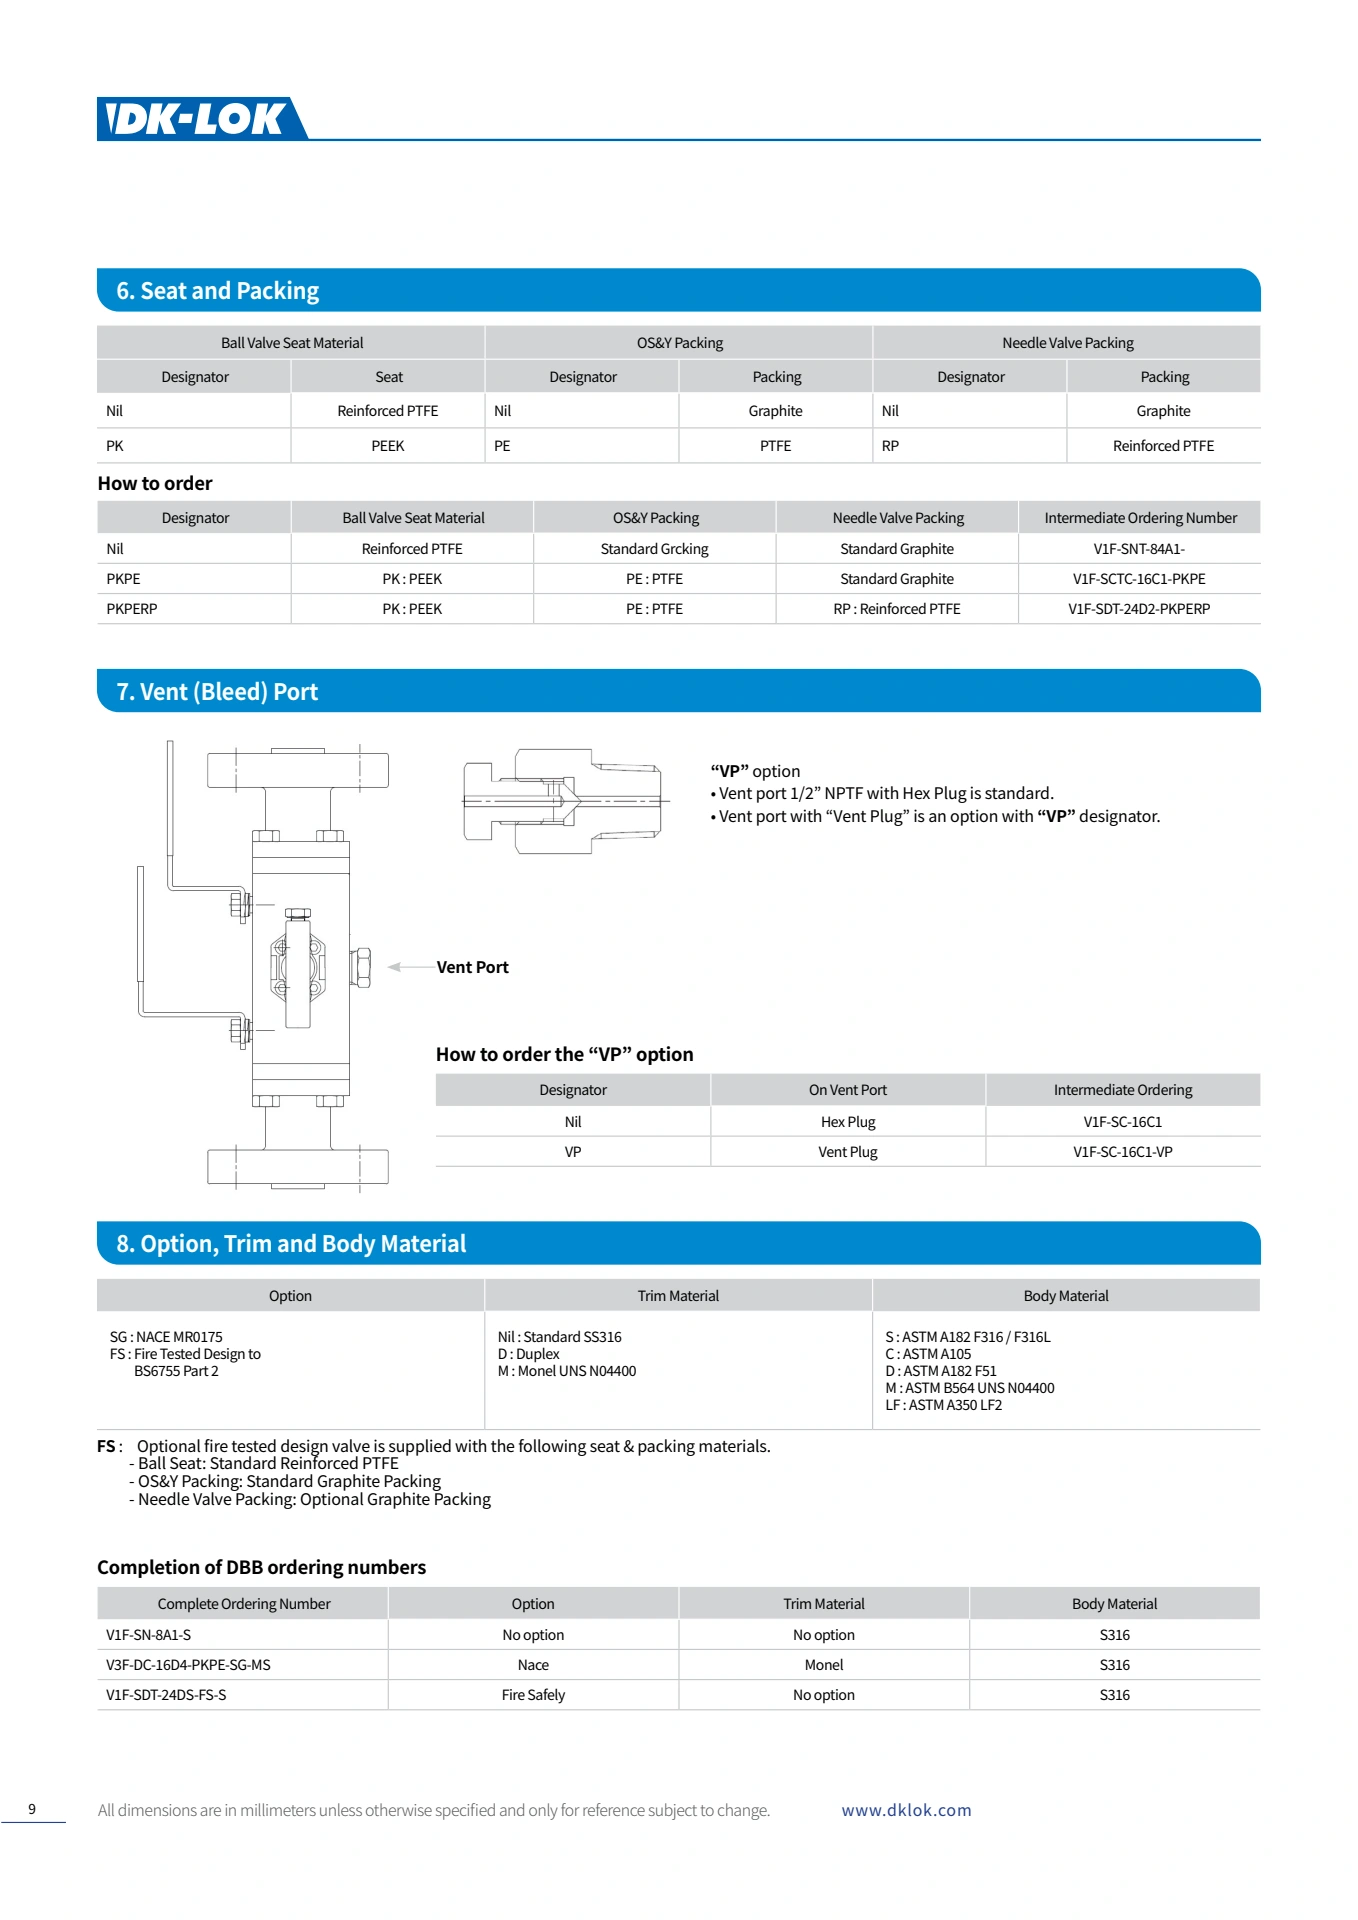 DK-LOK
6. Seat and Packing
Ball Valve Seat Material OS&Y Packing Needle Valve Packing
Designator Seat Designator Packing Designator Packing
Nil Reinforced PTFE Nil Graphite Nil Graphite
PK PEEK PE PTFE RP Reinforced PTFE
How to order
Designator Ball Valve Seat Material OS&Y Packing Needle Valve Packing Intermediate Ordering Number
Nil Reinforced PTFE Standard Grcking Standard Graphite V1F-SNT-84A1-
PKPE PK : PEEK PE : PTFE Standard Graphite V1F-SCTC-16C1-PKPE
PKPERP PK : PEEK PE : PTFE RP : Reinforced PTFE V1F-SDT-24D2-PKPERP
7. Vent (Bleed) Port
“VP” option
• Vent port 1/2” NPTF with Hex Plug is standard.
• Vent port with “Vent Plug” is an option with “VP” designator.
Vent Port
How to order the “VP” option
Designator On Vent Port Intermediate Ordering
Nil Hex Plug V1F-SC-16C1
VP Vent Plug V1F-SC-16C1-VP
8. Option, Trim and Body Material
Option Trim Material Body Material
SG : NACE MR0175 Nil : Standard SS316 S : ASTM A182 F316 / F316L
FS : Fire Tested Design to D : Duplex C : ASTM A105
BS6755 Part 2 M : Monel UNS N04400 D : ASTM A182 F51
M : ASTM B564 UNS N04400
LF : ASTM A350 LF2
FS : Optional fire tested design valve is supplied with the following seat & packing materials.
- Ball Seat: Standard Reinforced PTFE
- OS&Y Packing: Standard Graphite Packing
- Needle Valve Packing: Optional Graphite Packing
Completion of DBB ordering numbers
Complete Ordering Number Option Trim Material Body Material
V1F-SN-8A1-S No option No option S316
V3F-DC-16D4-PKPE-SG-MS Nace Monel S316
V1F-SDT-24DS-FS-S Fire Safely No option S316
9 All dimensions are in millimeters unless otherwise specified and only for reference subject to change. www.dklok.com